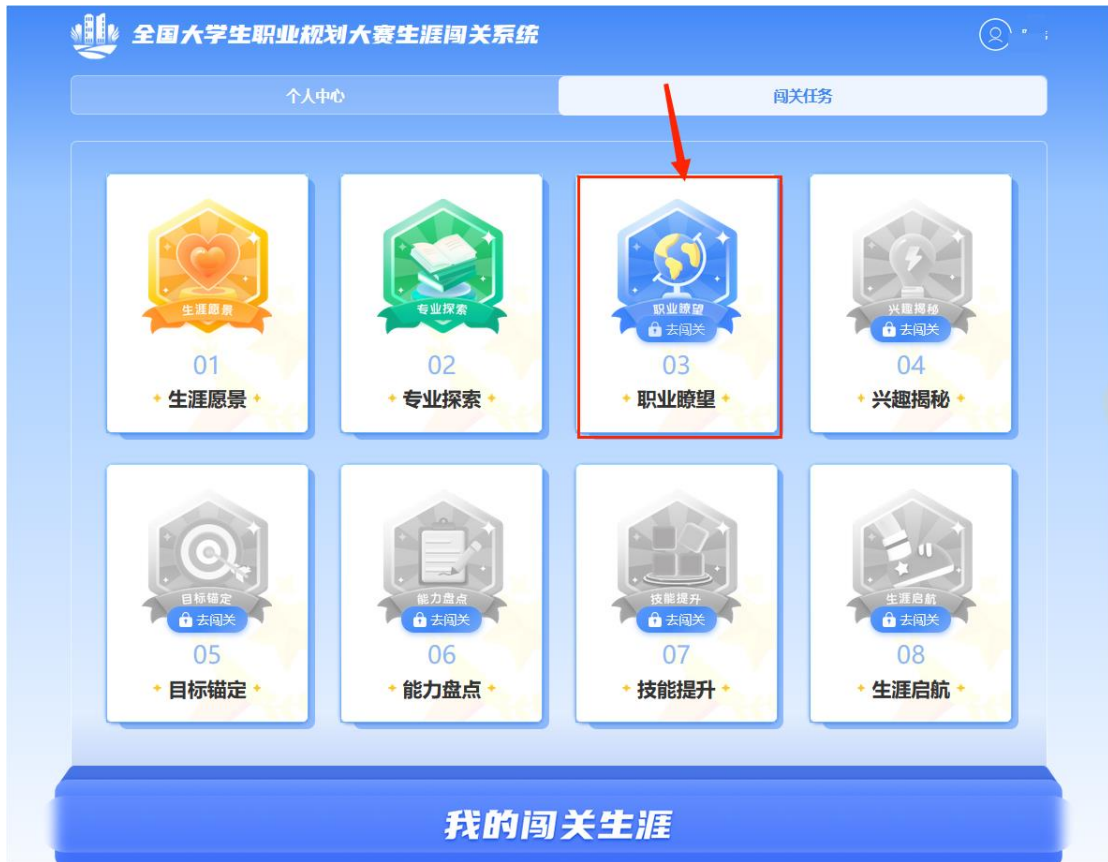 全国大学生职业规划大赛生涯闯关系统
个人中心
闯关任务
生涯愿景
01
生涯愿景
专业探索
02
专业探索
职业瞭望
去闯关
03
职业瞭望
兴趣揭秘
去闯关
04
兴趣揭秘
目标锚定
去闯关
05
目标锚定
能力盘点
去闯关
06
能力盘点
技能提升
去闯关
07
技能提升
生涯启航
去闯关
08
生涯启航
我的闯关生涯